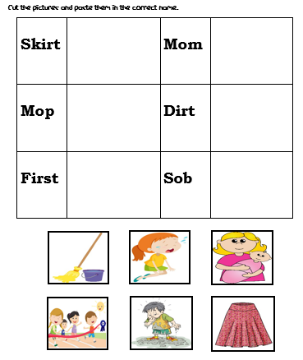 Cut the pictures and paste them in the correct name.
Skirt Mom
Mop Dirt
First Sob